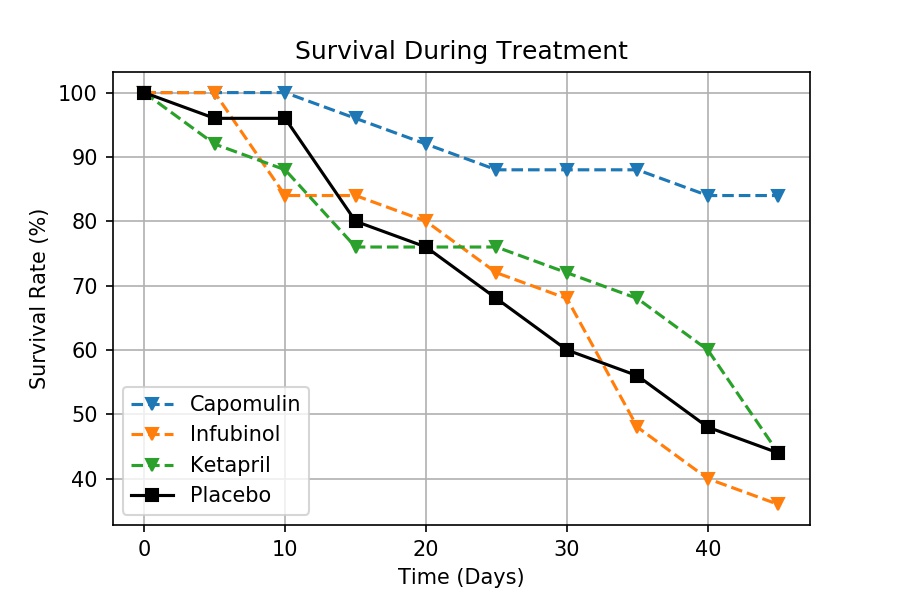 Survival During Treatment
Survival Rate (%)
100
90
80
70
60
50
40
Capomulin
Infubinol
Ketapril
Placebo
0 10 20 30 40
Time (Days)